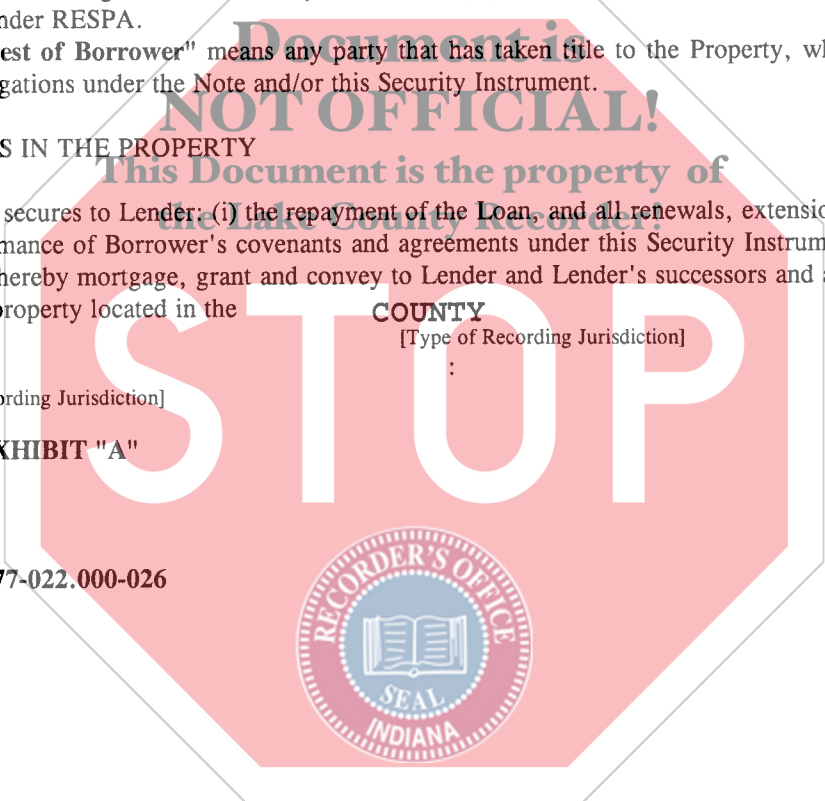 nder RESPA.
Document is
est of Borrower" means any party that has taken title to the Property, wh
gations under the Note and/or this Security Instrument.
NOT OFFICIAL!
S IN THE PROPERTY
This Document is the property of
the Lake County Recorder!
secures to Lender: (i) the repayment of the Loan, and all renewals, extensio
mance of Borrower's covenants and agreements under this Security Instrum
hereby mortgage, grant and convey to Lender and Lender's successors and a
property located in the COUNTY
[Type of Recording Jurisdiction]
:
ording Jurisdiction]
XHIBIT "A"
STOP
77-022.000-026
RECORDER'S OFFICE
SEAL
INDIANA